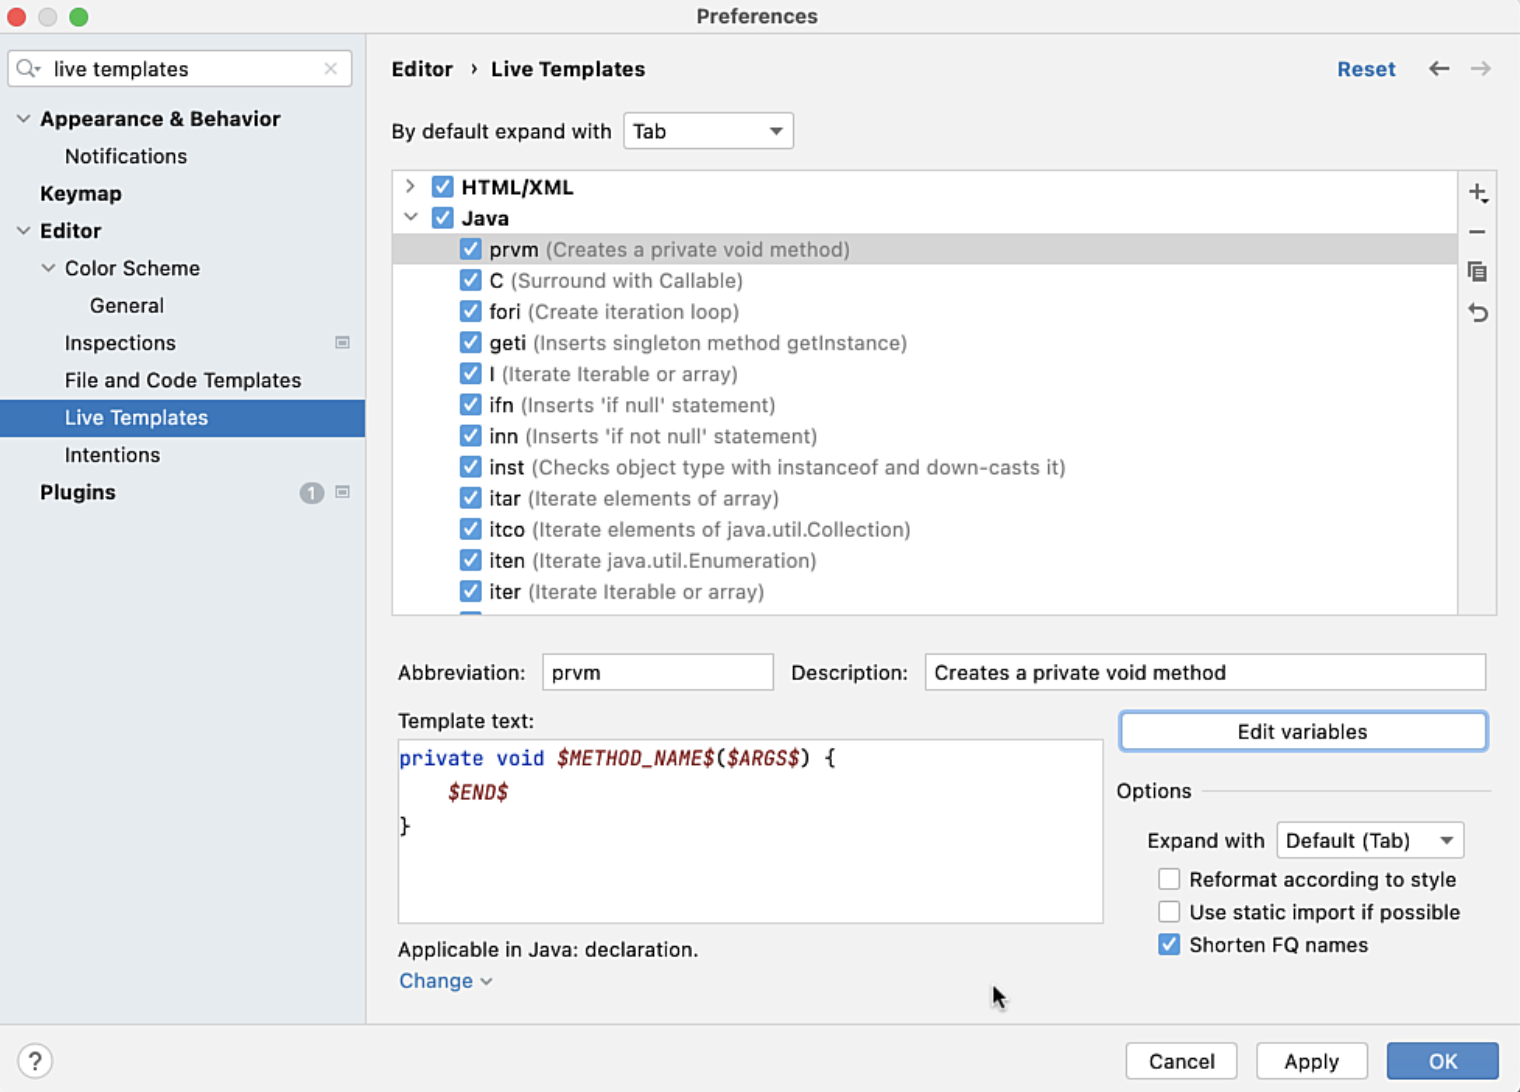 Preferences
live templates
Appearance & Behavior
Notifications
Keymap
Editor
Color Scheme
General
Inspections
File and Code Templates
Live Templates
Intentions
Plugins 1
Editor › Live Templates
Reset
By default expand with Tab
HTML/XML
Java
prvm (Creates a private void method)
C (Surround with Callable)
fori (Create iteration loop)
geti (Inserts singleton method getInstance)
I (Iterate Iterable or array)
ifn (Inserts 'if null' statement)
inn (Inserts 'if not null' statement)
inst (Checks object type with instanceof and down-casts it)
itar (Iterate elements of array)
itco (Iterate elements of java.util.Collection)
iten (Iterate java.util.Enumeration)
iter (Iterate Iterable or array)
Abbreviation: prvm Description: Creates a private void method
Template text:
private void $METHOD_NAME$($ARGS$) {
$END$
}
Edit variables
Options
Expand with Default (Tab)
Reformat according to style
Use static import if possible
Shorten FQ names
Applicable in Java: declaration.
Change
?
Cancel Apply OK